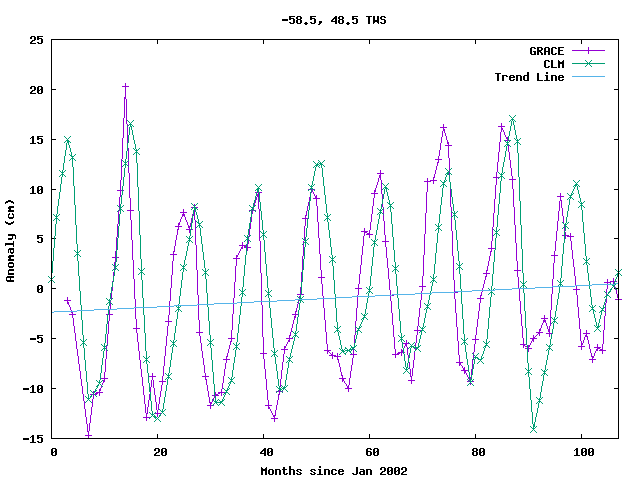 -58.5, 48.5 TWS
GRACE
CLM
Trend Line
25
20
15
10
5
0
-5
-10
-15
Anomaly (cm)
0 20 40 60 80 100
Months since Jan 2002